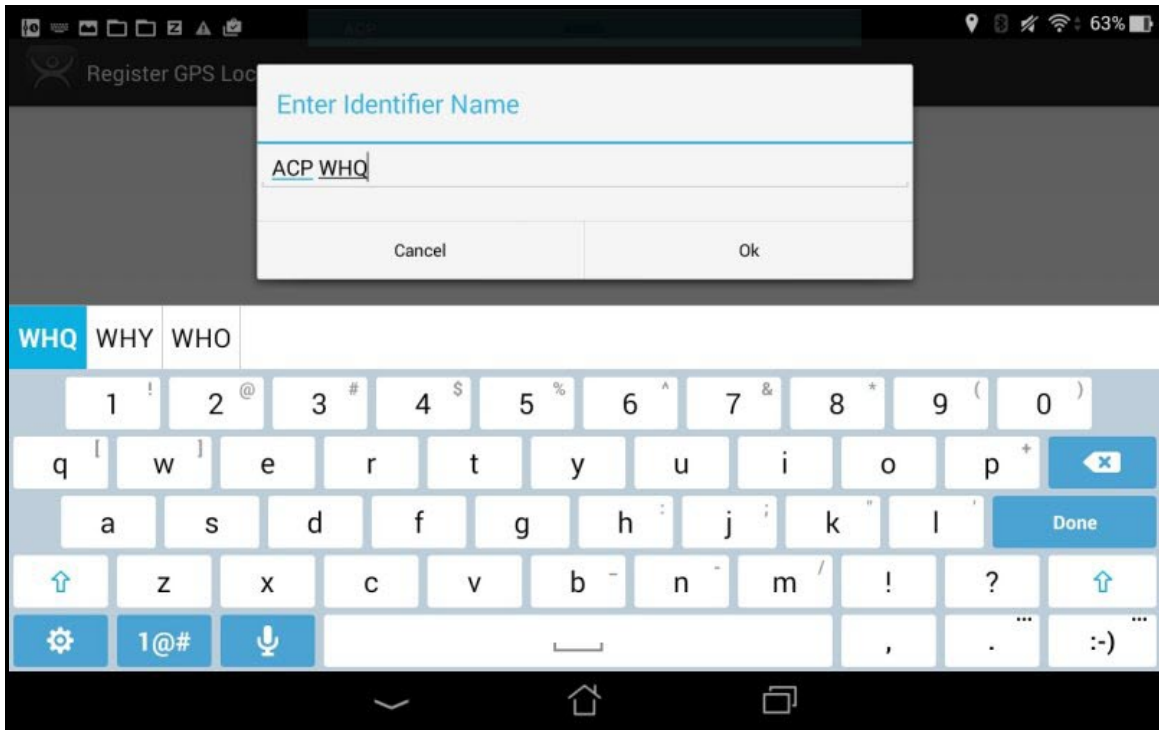 63%
Register GPS Loc
Enter Identifier Name
ACP WHQ
Cancel Ok
WHQ WHY WHO
1 ! 2 @ 3 # 4 $ 5 % 6 ^ 7 & 8 * 9 ( 0 )
q [ w ] e r t y u i o p +
a s d f g h : j ; k " l ' Done
z x c v b _ n - m / ! ?
1@# , . ... :-) ...